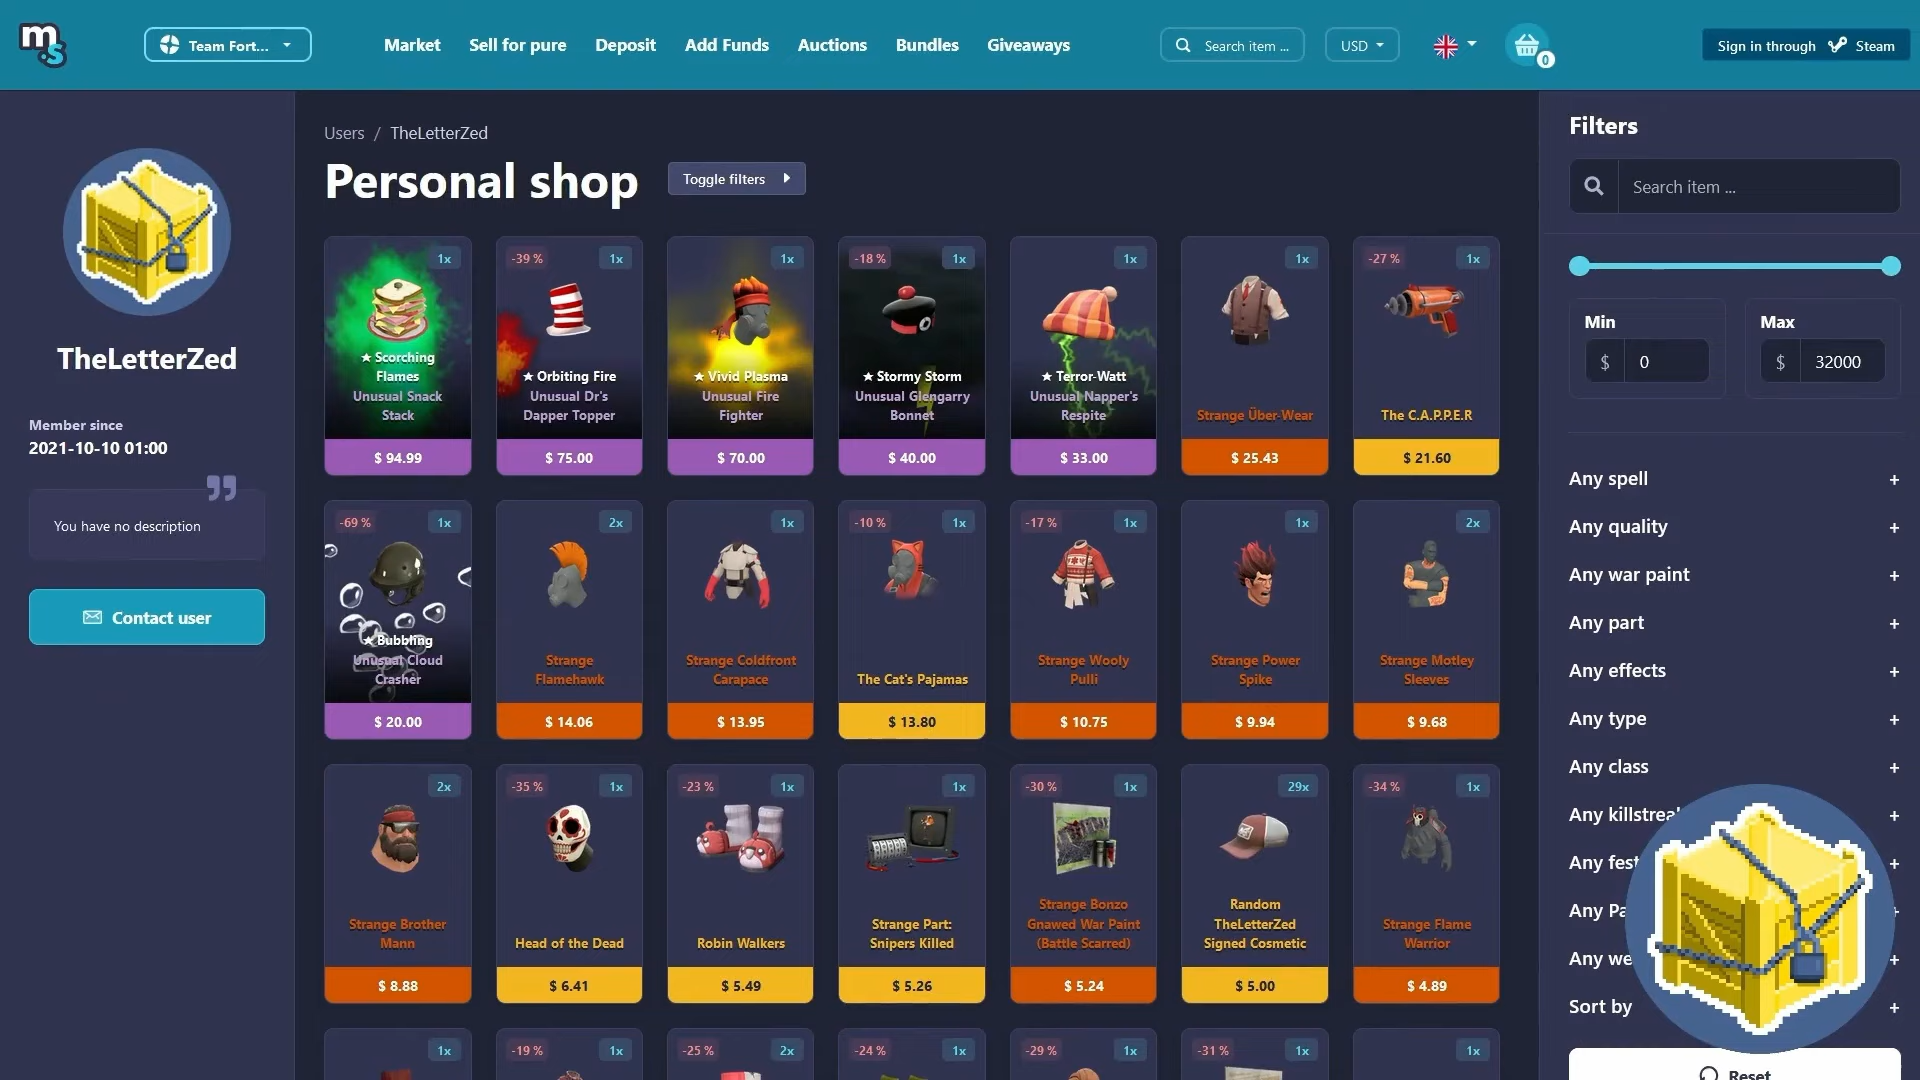 ms
Team Fort...
Market
Sell for pure
Deposit
Add Funds
Auctions
Bundles
Giveaways
Search item ...
USD
0
Sign in through Steam
Users / TheLetterZed
Personal shop
Toggle filters
TheLetterZed
Member since
2021-10-10 01:00
You have no description
Contact user
1x
★ Scorching
Flames
Unusual Snack
Stack
$ 94.99
-39 %
1x
★ Orbiting Fire
Unusual Dr's
Dapper Topper
$ 75.00
1x
★ Vivid Plasma
Unusual Fire
Fighter
$ 70.00
-18 %
1x
★ Stormy Storm
Unusual Glengarry
Bonnet
$ 40.00
1x
★ Terror-Watt
Unusual Napper's
Respite
$ 33.00
1x
Strange Über-Wear
$ 25.43
-27 %
1x
The C.A.P.P.E.R
$ 21.60
-69 %
1x
★ Bubbling
Unusual Cloud
Crasher
$ 20.00
2x
Strange
Flamehawk
$ 14.06
1x
Strange Coldfront
Carapace
$ 13.95
-10 %
1x
The Cat's Pajamas
$ 13.80
-17 %
1x
Strange Wooly
Pulli
$ 10.75
1x
Strange Power
Spike
$ 9.94
2x
Strange Motley
Sleeves
$ 9.68
2x
Strange Brother
Mann
$ 8.88
-35 %
1x
Head of the Dead
$ 6.41
-23 %
1x
Robin Walkers
$ 5.49
1x
Strange Part:
Snipers Killed
$ 5.26
-30 %
1x
Strange Bonzo
Gnawed War Paint
(Battle Scarred)
$ 5.24
29x
Random
TheLetterZed
Signed Cosmetic
$ 5.00
-34 %
1x
Strange Flame
Warrior
$ 4.89
1x
-19 %
1x
-25 %
2x
-24 %
1x
-29 %
1x
-31 %
1x
1x
Filters
Search item ...
Min
$ 0
Max
$ 32000
Any spell +
Any quality +
Any war paint +
Any part +
Any effects +
Any type +
Any class +
Any killstrea +
Any fest +
Any Pa +
Any we +
Sort by +
Reset